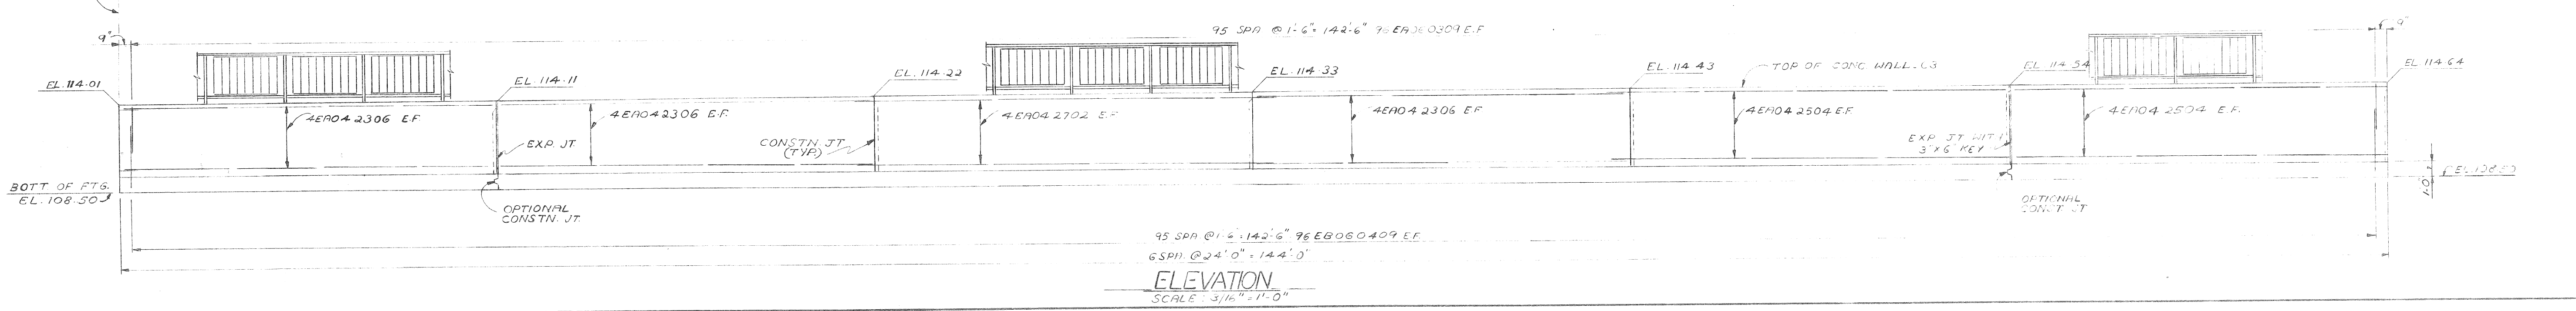 95 SPA @ 1'-6" = 142'-6" 96 EA060309 E.F.
9"
9"
EL. 114.01
EL. 114.11
EL. 114.22
EL. 114.33
EL. 114.43
TOP OF CONC WALL
EL 114 54
EL 114 64
4EA04 2306 E.F.
4EA04 2306 E.F.
4EA04 2702 E.F.
4EA04 2306 E.F.
4EA04 2504 E.F.
4EA04 2504 E.F.
EXP. JT.
CONSTN. JT
(TYP.)
EXP JT WITH
3"X6" KEY
BOTT OF FTG.
EL. 108.50
1'-0"
EL. 108.50
OPTIONAL
CONSTN. JT.
OPTIONAL
CONST JT
95 SPA. @ 1'-6" = 142'-6" 96 EB060409 E.F.
6 SPA. @ 24'-0" = 144'-0"
ELEVATION
SCALE: 3/16" = 1'-0"